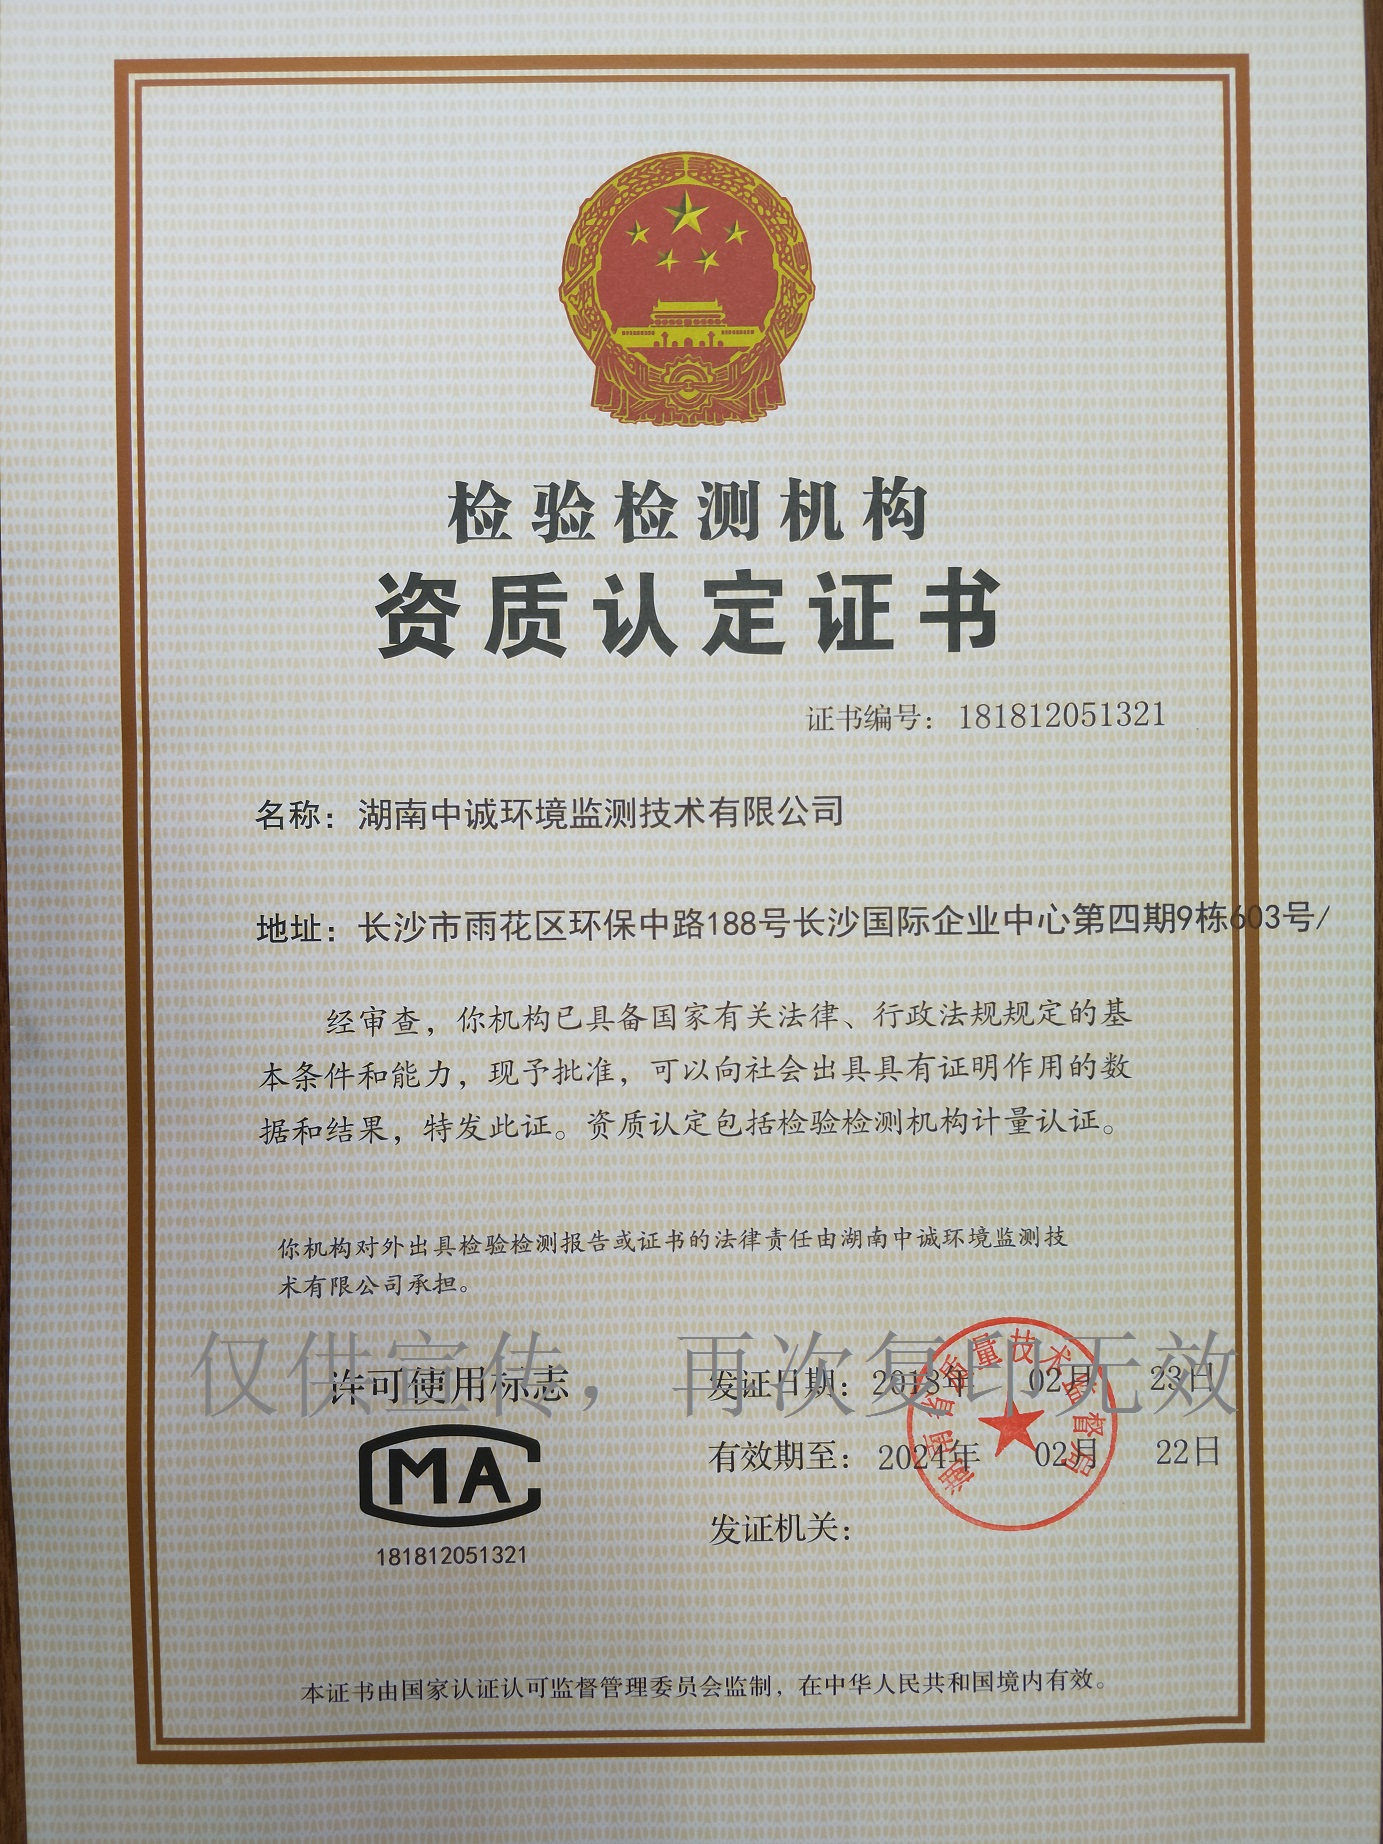 检验检测机构
资质认定证书
证书编号：181812051321
名称：湖南中诚环境监测技术有限公司
地址：长沙市雨花区环保中路188号长沙国际企业中心第四期9栋603号/
经审查，你机构已具备国家有关法律、行政法规规定的基
本条件和能力，现予批准，可以向社会出具具有证明作用的数
据和结果，特发此证。资质认定包括检验检测机构计量认证。
你机构对外出具检验检测报告或证书的法律责任由湖南中诚环境监测技
术有限公司承担。
仅供宣传，再次复印无效
许可使用标志
MA
181812051321
发证日期：2018年 02月 23日
有效期至：2024年 02月 22日
发证机关：
湖南省质量技术监督局
本证书由国家认证认可监督管理委员会监制，在中华人民共和国境内有效。